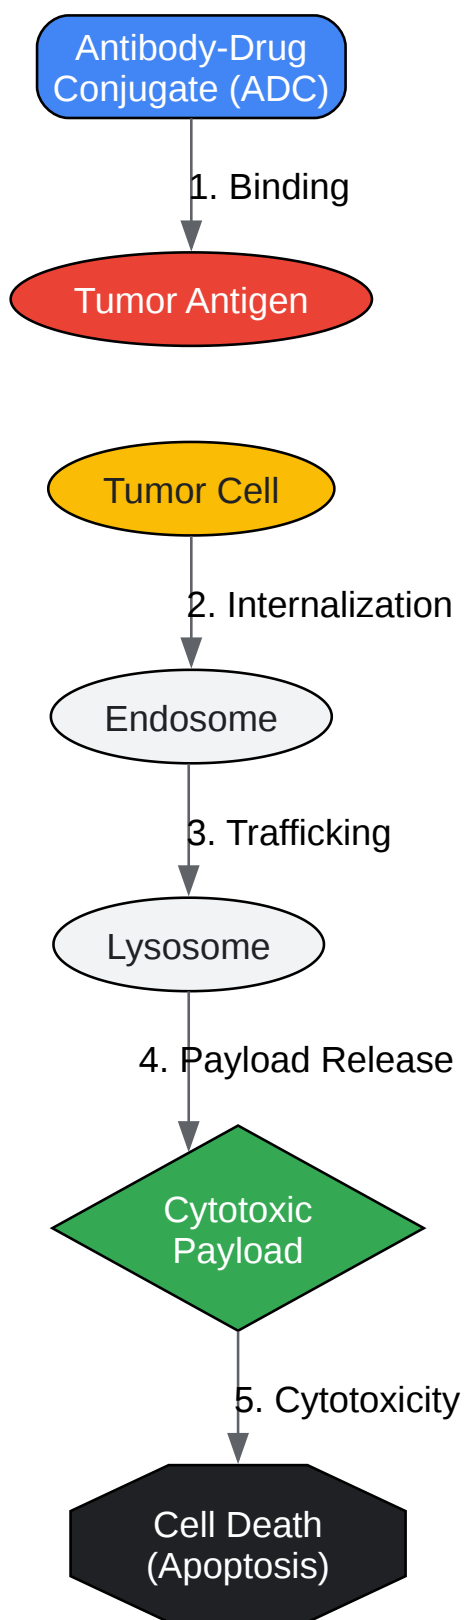 Antibody-Drug
Conjugate (ADC)
1. Binding
Tumor Antigen
Tumor Cell
2. Internalization
Endosome
3. Trafficking
Lysosome
4. Payload Release
Cytotoxic
Payload
5. Cytotoxicity
Cell Death
(Apoptosis)